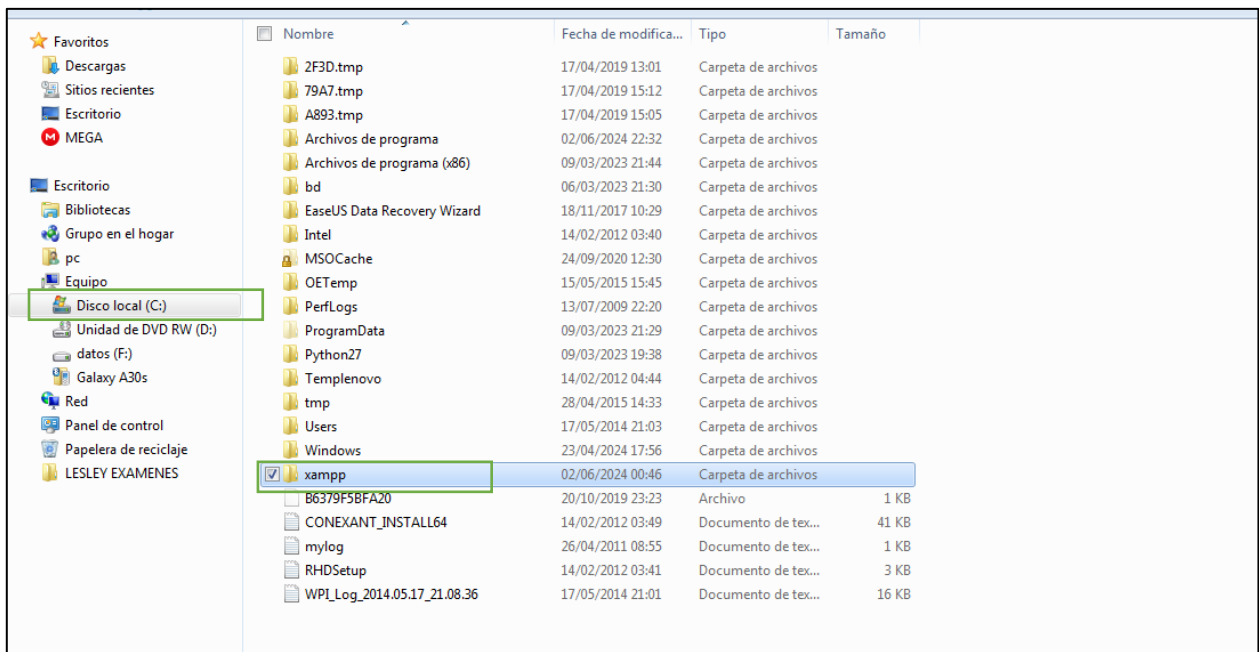 Favoritos
Descargas
Sitios recientes
Escritorio
MEGA
Escritorio
Bibliotecas
Grupo en el hogar
pc
Equipo
Disco local (C:)
Unidad de DVD RW (D:)
datos (F:)
Galaxy A30s
Red
Panel de control
Papelera de reciclaje
LESLEY EXAMENES
Nombre Fecha de modifica... Tipo Tamaño
2F3D.tmp 17/04/2019 13:01 Carpeta de archivos
79A7.tmp 17/04/2019 15:12 Carpeta de archivos
A893.tmp 17/04/2019 15:05 Carpeta de archivos
Archivos de programa 02/06/2024 22:32 Carpeta de archivos
Archivos de programa (x86) 09/03/2023 21:44 Carpeta de archivos
bd 06/03/2023 21:30 Carpeta de archivos
EaseUS Data Recovery Wizard 18/11/2017 10:29 Carpeta de archivos
Intel 14/02/2012 03:40 Carpeta de archivos
MSOCache 24/09/2020 12:30 Carpeta de archivos
OETemp 15/05/2015 15:45 Carpeta de archivos
PerfLogs 13/07/2009 22:20 Carpeta de archivos
ProgramData 09/03/2023 21:29 Carpeta de archivos
Python27 09/03/2023 19:38 Carpeta de archivos
Templenovo 14/02/2012 04:44 Carpeta de archivos
tmp 28/04/2015 14:33 Carpeta de archivos
Users 17/05/2014 21:03 Carpeta de archivos
Windows 23/04/2024 17:56 Carpeta de archivos
xampp 02/06/2024 00:46 Carpeta de archivos
B6379F5BFA20 20/10/2019 23:23 Archivo 1 KB
CONEXANT_INSTALL64 14/02/2012 03:49 Documento de tex... 41 KB
mylog 26/04/2011 08:55 Documento de tex... 1 KB
RHDSetup 14/02/2012 03:41 Documento de tex... 3 KB
WPI_Log_2014.05.17_21.08.36 17/05/2014 21:01 Documento de tex... 16 KB